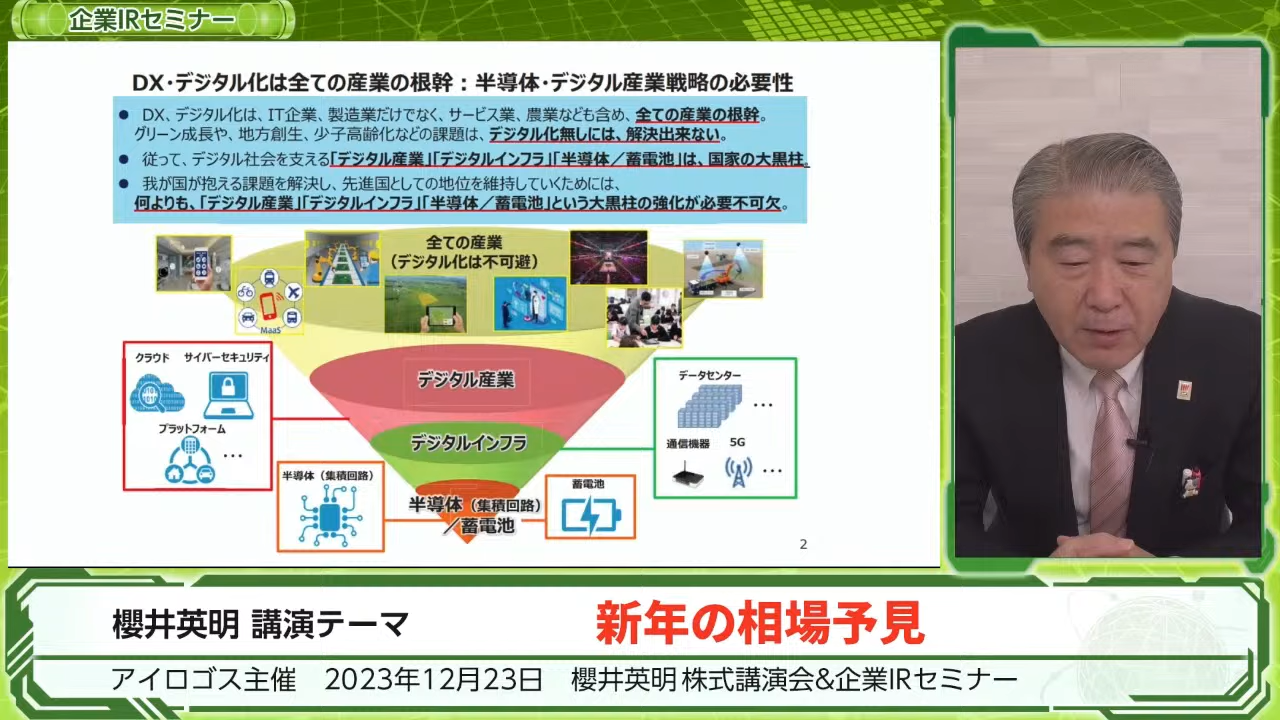 企業IRセミナー
DX・デジタル化は全ての産業の根幹：半導体・デジタル産業戦略の必要性
● DX、デジタル化は、IT企業、製造業だけでなく、サービス業、農業なども含め、全ての産業の根幹。
グリーン成長や、地方創生、少子高齢化などの課題は、デジタル化無しには、解決出来ない。
● 従って、デジタル社会を支える「デジタル産業」「デジタルインフラ」「半導体／蓄電池」は、国家の大黒柱。
● 我が国が抱える課題を解決し、先進国としての地位を維持していくためには、
何よりも、「デジタル産業」「デジタルインフラ」「半導体／蓄電池」という大黒柱の強化が必要不可欠。
全ての産業
（デジタル化は不可避）
MaaS
クラウド サイバーセキュリティ
プラットフォーム
…
デジタル産業
デジタルインフラ
データセンター
…
通信機器 5G
…
半導体（集積回路）
半導体（集積回路）
／蓄電池
蓄電池
2
櫻井英明 講演テーマ 新年の相場予見
アイロゴス主催 2023年12月23日 櫻井英明 株式講演会&企業IRセミナー